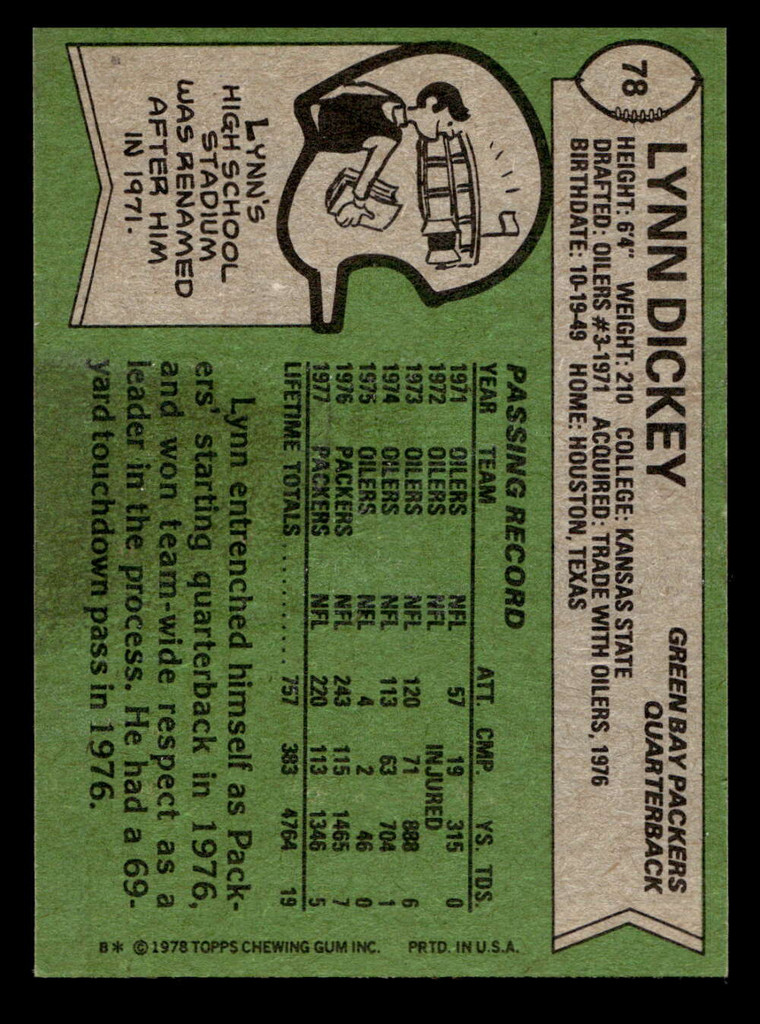 78
LYNN DICKEY
GREEN BAY PACKERS
QUARTERBACK
HEIGHT: 6'4" WEIGHT: 210 COLLEGE: KANSAS STATE
DRAFTED: OILERS #3-1971 ACQUIRED: TRADE WITH OILERS, 1976
BIRTHDATE: 10-19-49 HOME: HOUSTON, TEXAS
LYNN'S
HIGH SCHOOL
STADIUM
WAS RENAMED
AFTER HIM
IN 1971.
PASSING RECORD
YEAR TEAM ATT. CMP. YS. TDS.
1971 OILERS NFL 57 19 315 0
1972 OILERS NFL INJURED
1973 OILERS NFL 120 71 888 6
1974 OILERS NFL 113 63 704 1
1975 OILERS NFL 4 2 46 0
1976 PACKERS NFL 243 115 1465 7
1977 PACKERS NFL 220 113 1346 5
LIFETIME TOTALS .......... 757 383 4764 19
Lynn entrenched himself as Pack-
ers' starting quarterback in 1976,
and won team-wide respect as a
leader in the process. He had a 69-
yard touchdown pass in 1976.
B* © 1978 TOPPS CHEWING GUM INC. PRTD. IN U.S.A.